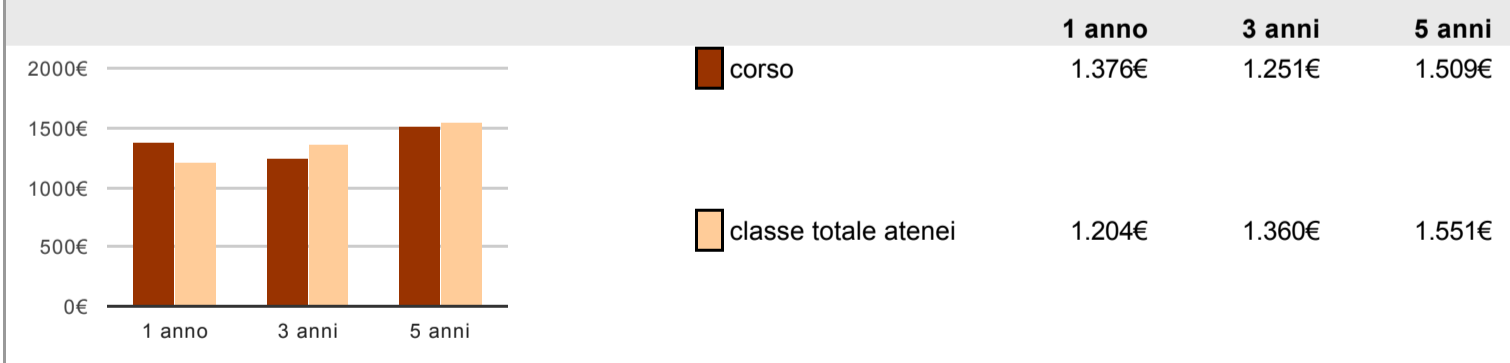 1 anno 3 anni 5 anni
2000€
1500€
1000€
500€
0€
1 anno 3 anni 5 anni
corso 1.376€ 1.251€ 1.509€
classe totale atenei 1.204€ 1.360€ 1.551€